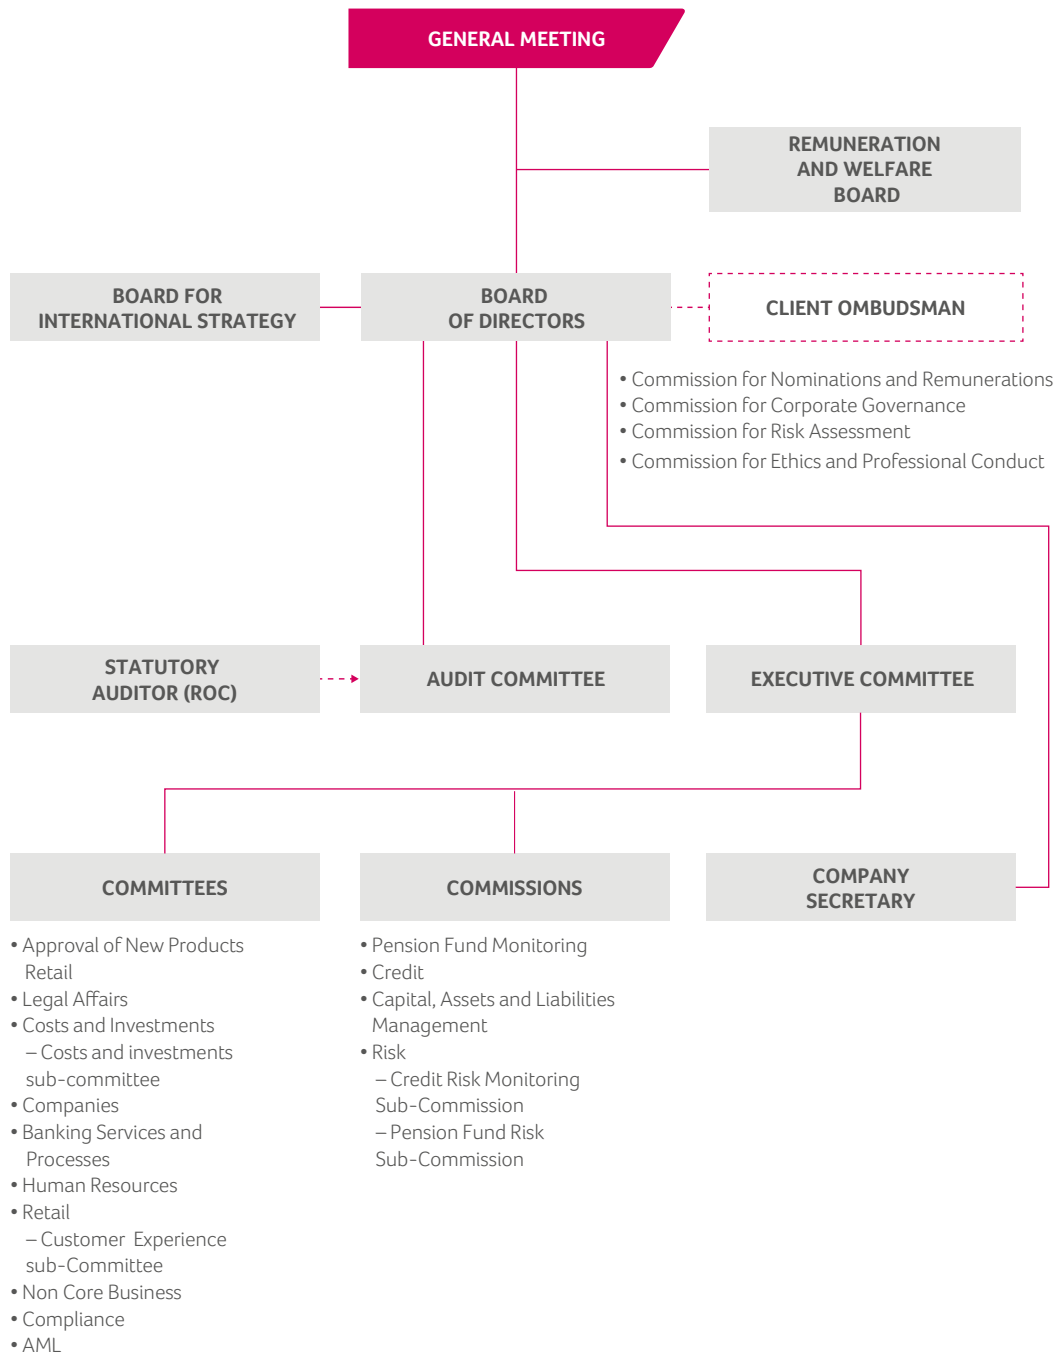 GENERAL MEETING
REMUNERATION
AND WELFARE
BOARD
BOARD FOR
INTERNATIONAL STRATEGY
BOARD
OF DIRECTORS
CLIENT OMBUDSMAN
• Commission for Nominations and Remunerations
• Commission for Corporate Governance
• Commission for Risk Assessment
• Commission for Ethics and Professional Conduct
STATUTORY
AUDITOR (ROC)
AUDIT COMMITTEE
EXECUTIVE COMMITTEE
COMMITTEES
• Approval of New Products
Retail
• Legal Affairs
• Costs and Investments
– Costs and investments
sub-committee
• Companies
• Banking Services and
Processes
• Human Resources
• Retail
– Customer Experience
sub-Committee
• Non Core Business
• Compliance
• AML
COMMISSIONS
• Pension Fund Monitoring
• Credit
• Capital, Assets and Liabilities
Management
• Risk
– Credit Risk Monitoring
Sub-Commission
– Pension Fund Risk
Sub-Commission
COMPANY
SECRETARY